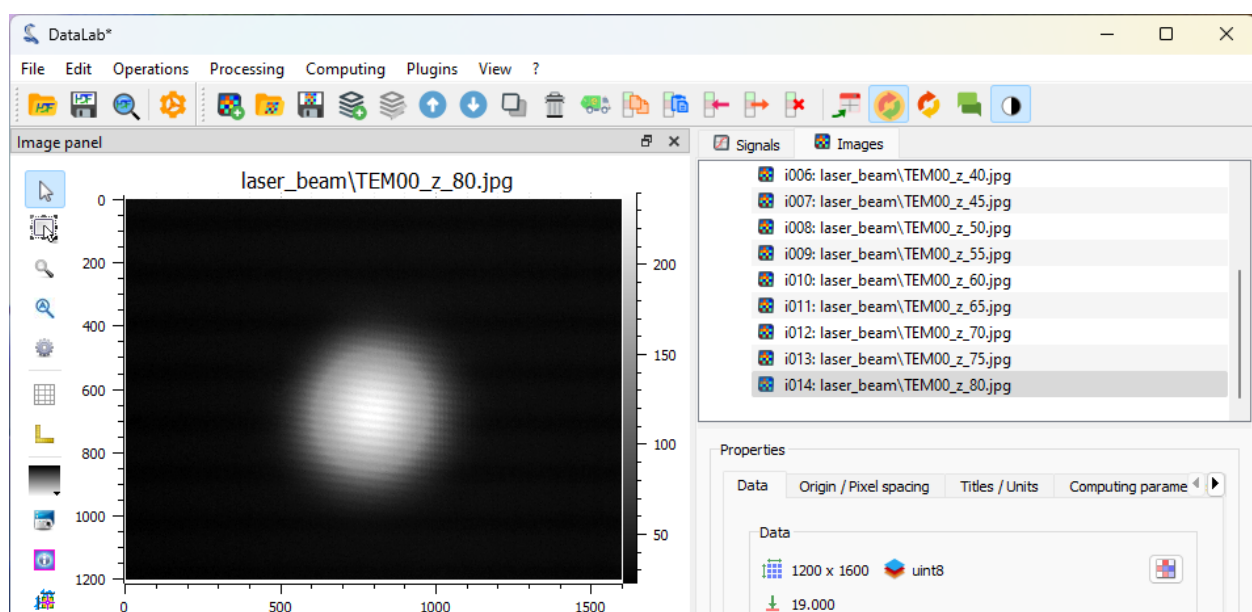 DataLab*
File Edit Operations Processing Computing Plugins View ?
Image panel
laser_beam\TEM00_z_80.jpg
0
200
400
600
800
1000
1200
0 500 1000 1500
200
150
100
50
Signals Images
i006: laser_beam\TEM00_z_40.jpg
i007: laser_beam\TEM00_z_45.jpg
i008: laser_beam\TEM00_z_50.jpg
i009: laser_beam\TEM00_z_55.jpg
i010: laser_beam\TEM00_z_60.jpg
i011: laser_beam\TEM00_z_65.jpg
i012: laser_beam\TEM00_z_70.jpg
i013: laser_beam\TEM00_z_75.jpg
i014: laser_beam\TEM00_z_80.jpg
Properties
Data Origin / Pixel spacing Titles / Units Computing parame
Data
1200 x 1600 uint8
19.000